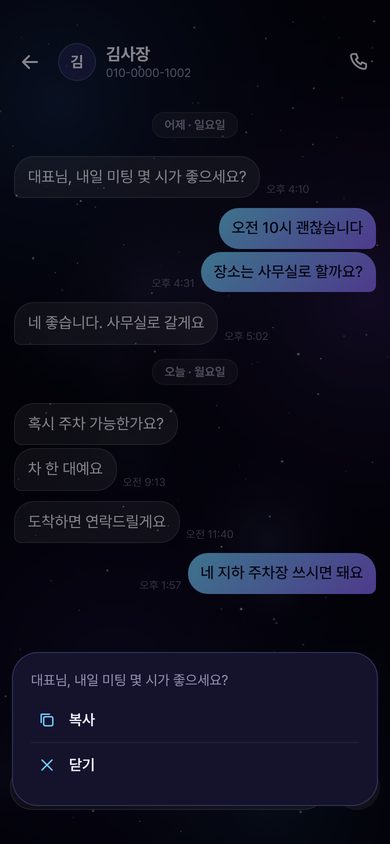 김
김사장
010-0000-1002
어제 · 일요일
대표님, 내일 미팅 몇 시가 좋으세요?
오후 4:10
오전 10시 괜찮습니다
장소는 사무실로 할까요?
오후 4:31
네 좋습니다. 사무실로 갈게요
오후 5:02
오늘 · 월요일
혹시 주차 가능한가요?
차 한 대예요
오전 9:13
도착하면 연락드릴게요
오전 11:40
네 지하 주차장 쓰시면 돼요
오후 1:57
대표님, 내일 미팅 몇 시가 좋으세요?
복사
닫기